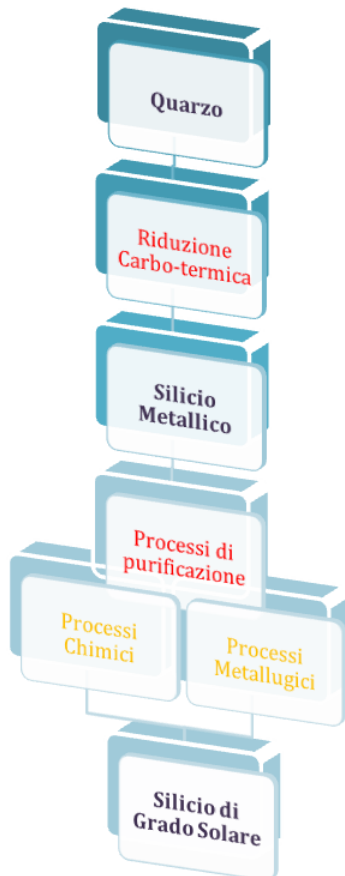 Quarzo
Riduzione
Carbo-termica
Silicio
Metallico
Processi di
purificazione
Processi
Chimici
Processi
Metallugici
Silicio di
Grado Solare